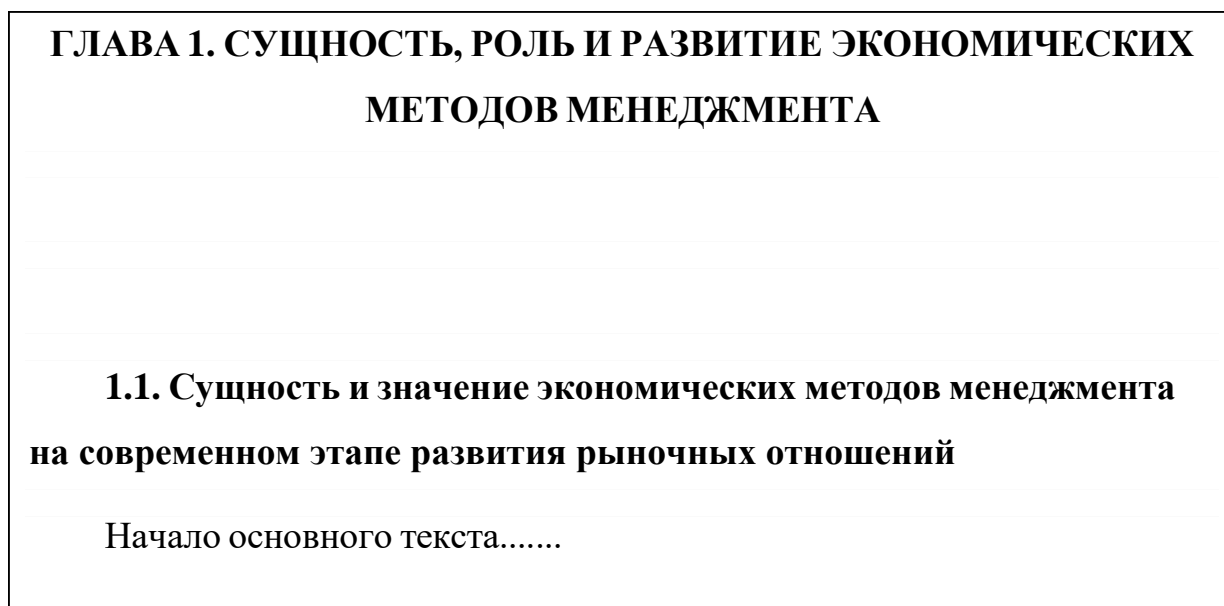 ГЛАВА 1. СУЩНОСТЬ, РОЛЬ И РАЗВИТИЕ ЭКОНОМИЧЕСКИХ
МЕТОДОВ МЕНЕДЖМЕНТА
1.1. Сущность и значение экономических методов менеджмента
на современном этапе развития рыночных отношений
Начало основного текста.......